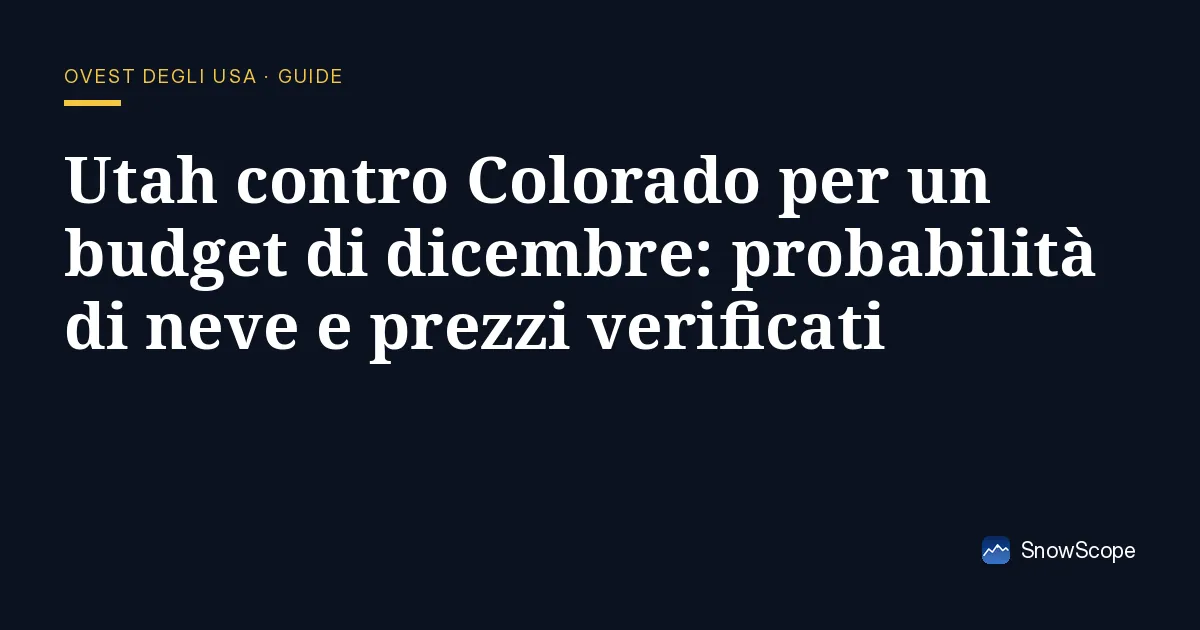 OVEST DEGLI USA · GUIDE
Utah contro Colorado per un
budget di dicembre: probabilità
di neve e prezzi verificati
SnowScope